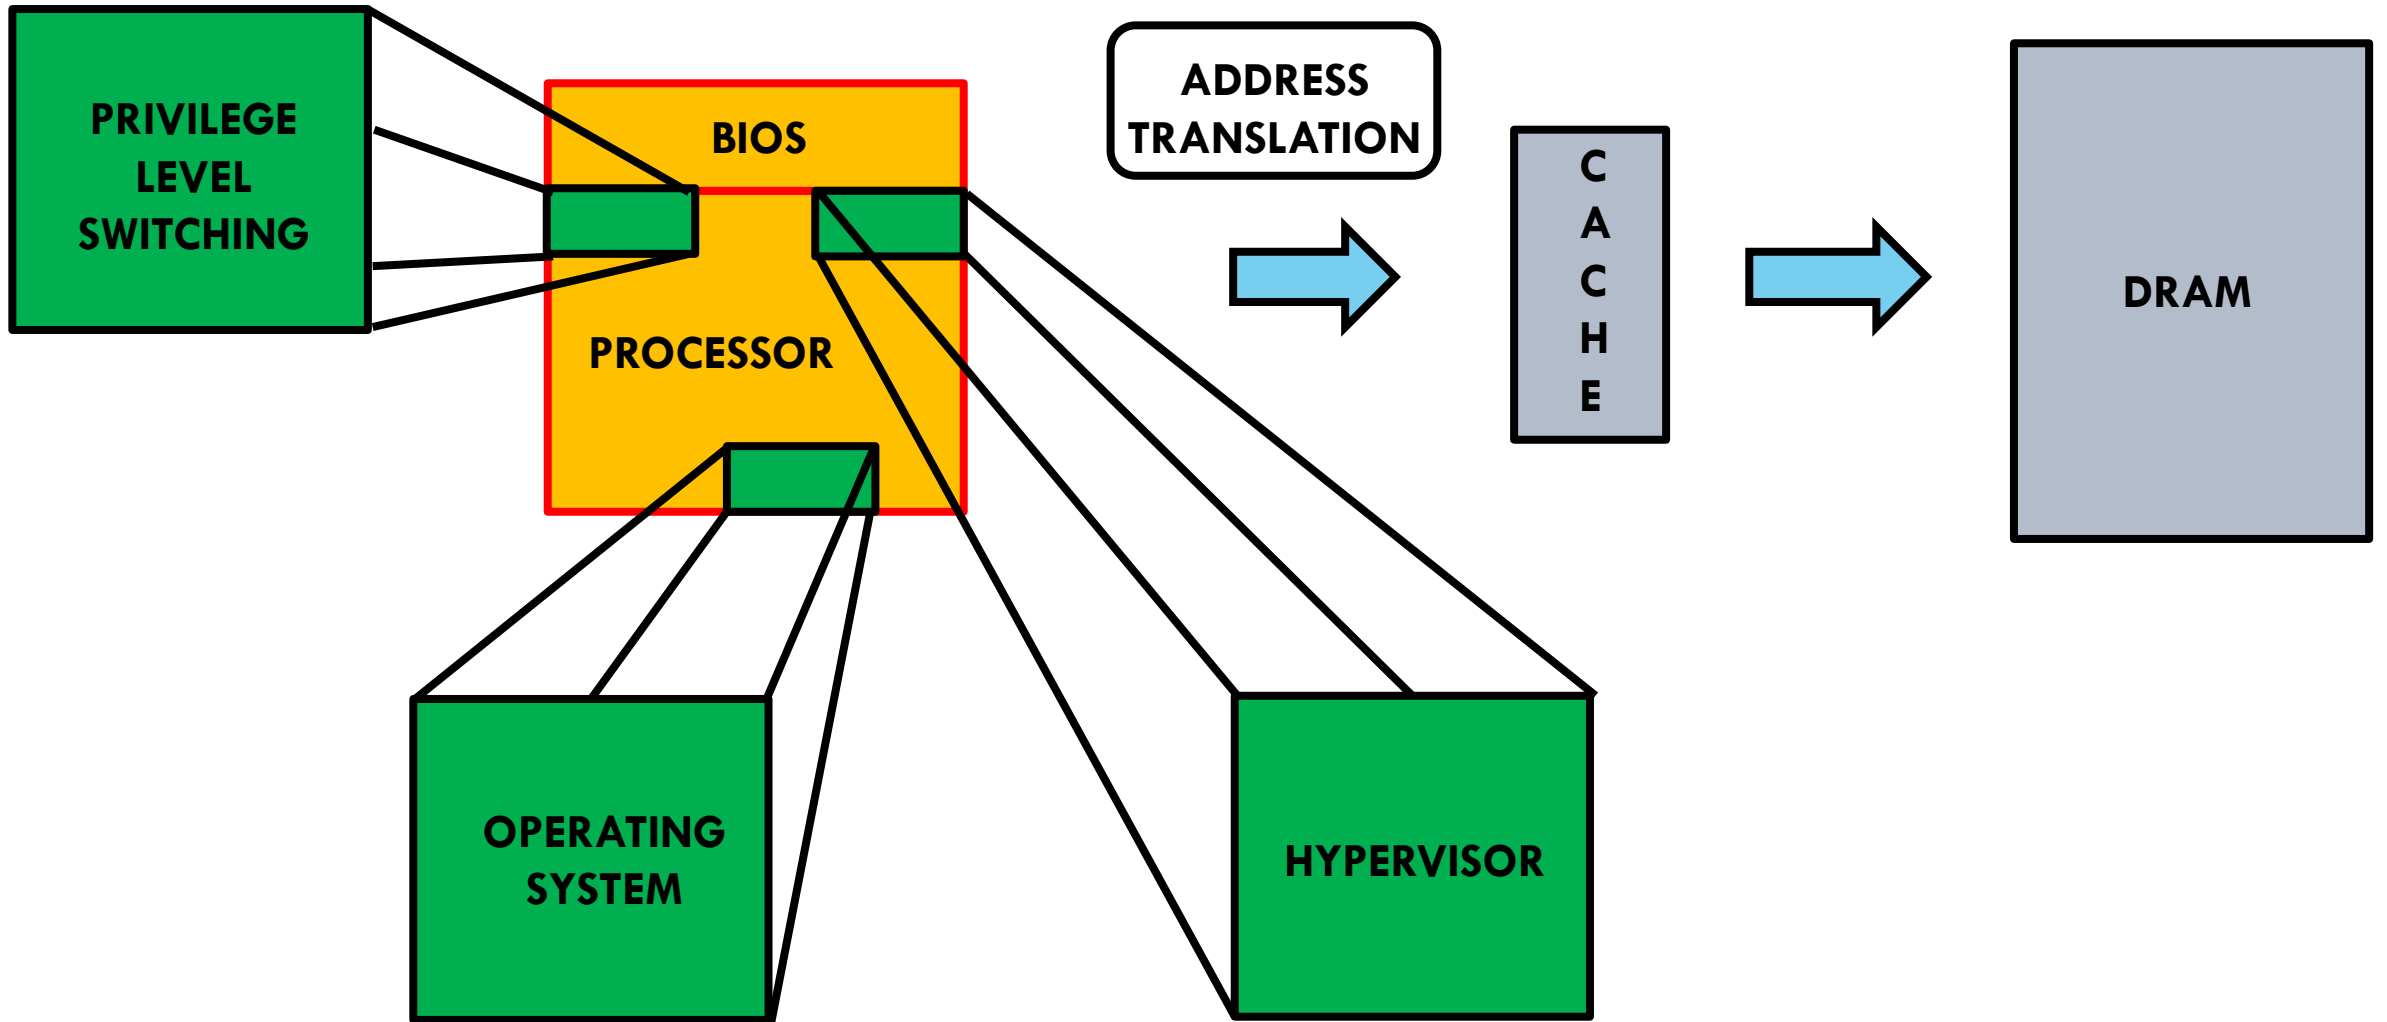 PRIVILEGE
LEVEL
SWITCHING
BIOS
PROCESSOR
ADDRESS
TRANSLATION
C
A
C
H
E
DRAM
OPERATING
SYSTEM
HYPERVISOR